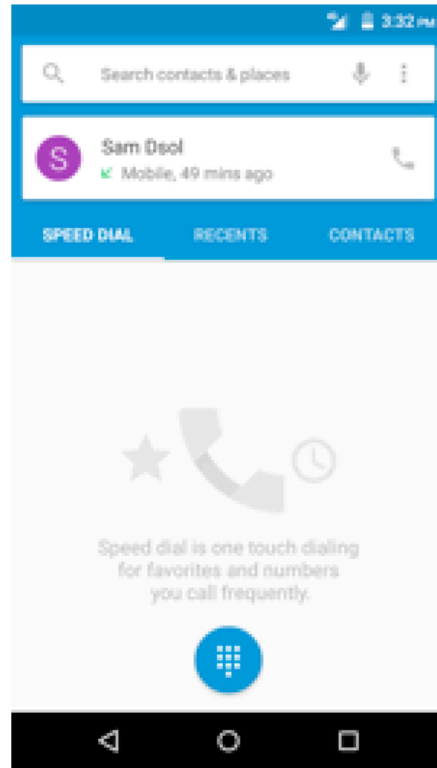 3:32 PM
Search contacts & places
S
Sam Dsol
Mobile, 49 mins ago
SPEED DIAL
RECENTS
CONTACTS
Speed dial is one touch dialing
for favorites and numbers
you call frequently.